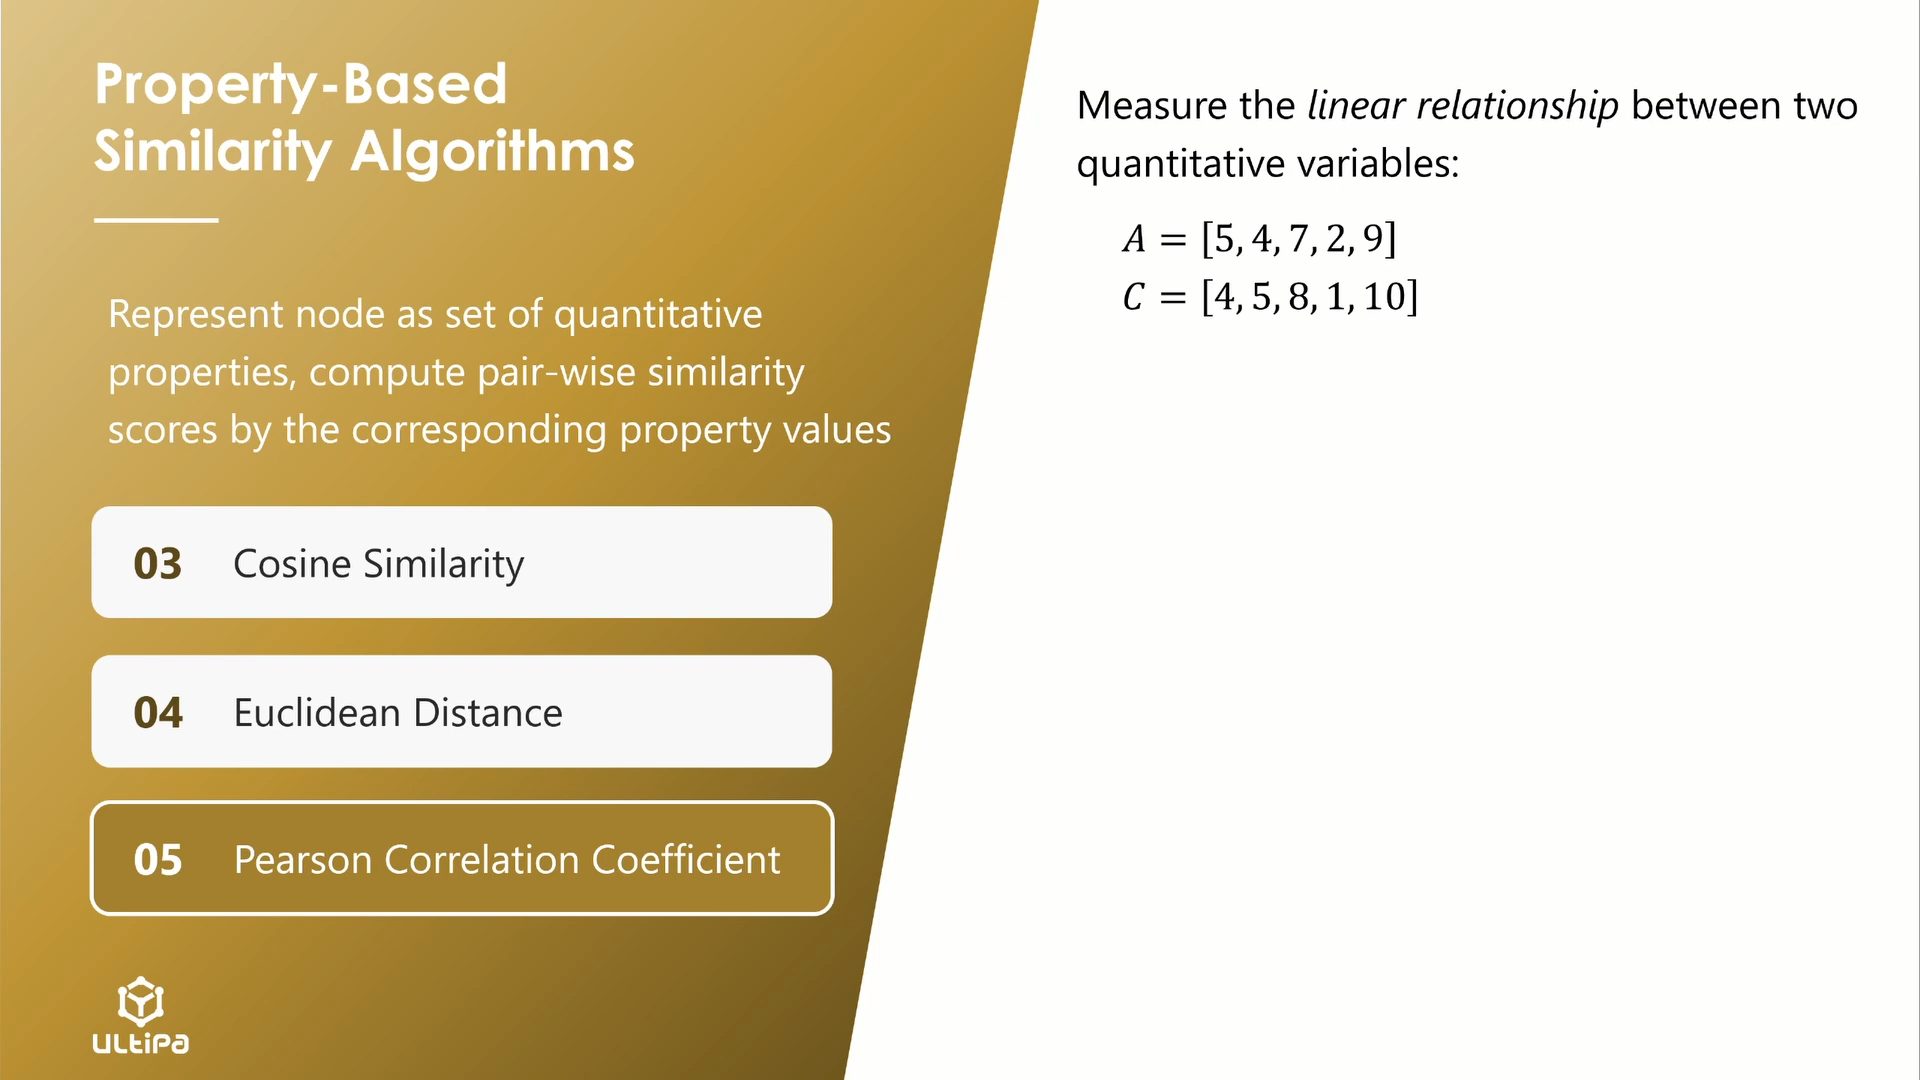 Property-Based
Similarity Algorithms
Represent node as set of quantitative
properties, compute pair-wise similarity
scores by the corresponding property values
03 Cosine Similarity
04 Euclidean Distance
05 Pearson Correlation Coefficient
ULTIPA
Measure the linear relationship between two
quantitative variables:
A = [5, 4, 7, 2, 9]
C = [4, 5, 8, 1, 10]